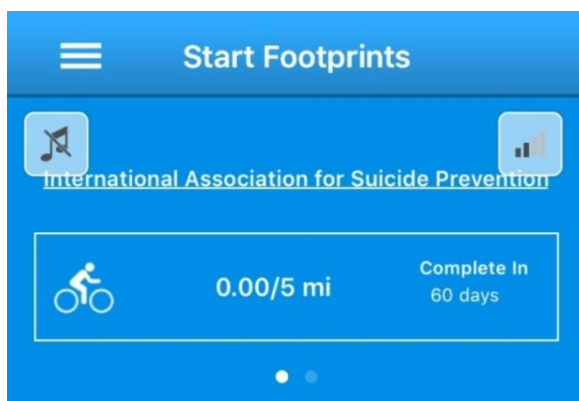 Start Footprints
International Association for Suicide Prevention
0.00/5 mi
Complete In
60 days